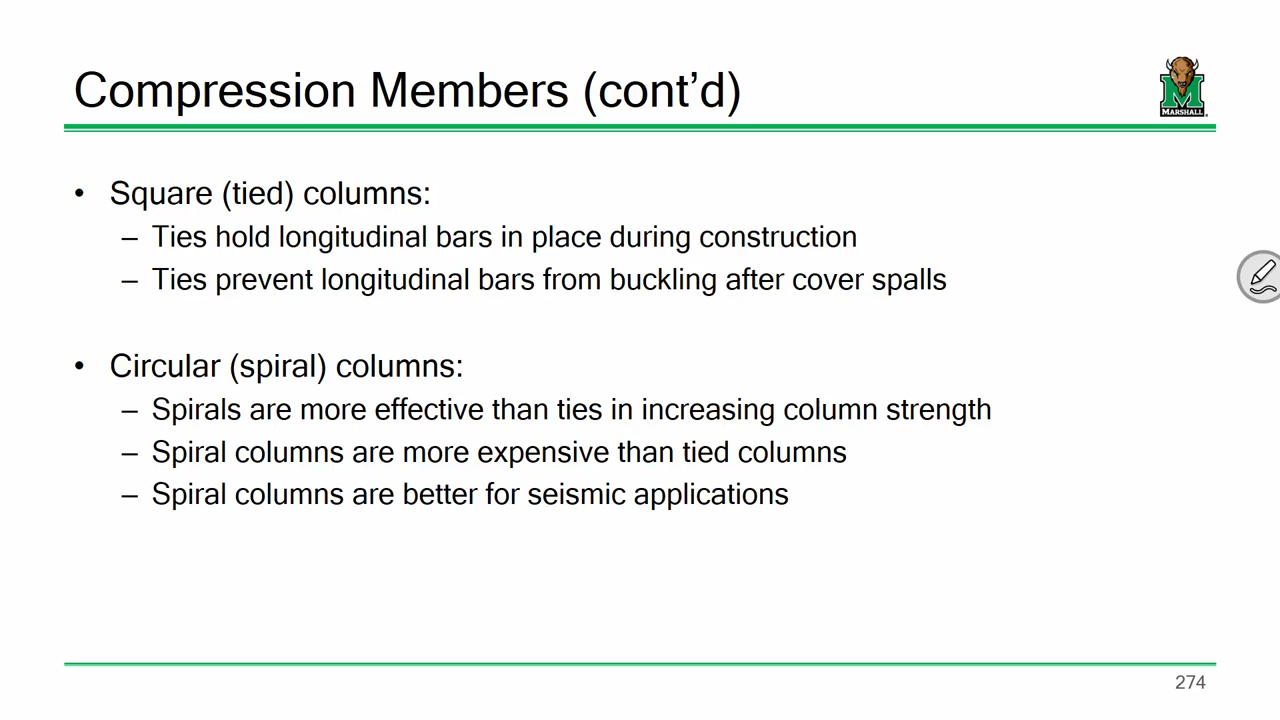 Compression Members (cont’d)
MARSHALL
• Square (tied) columns:
– Ties hold longitudinal bars in place during construction
– Ties prevent longitudinal bars from buckling after cover spalls
• Circular (spiral) columns:
– Spirals are more effective than ties in increasing column strength
– Spiral columns are more expensive than tied columns
– Spiral columns are better for seismic applications
274